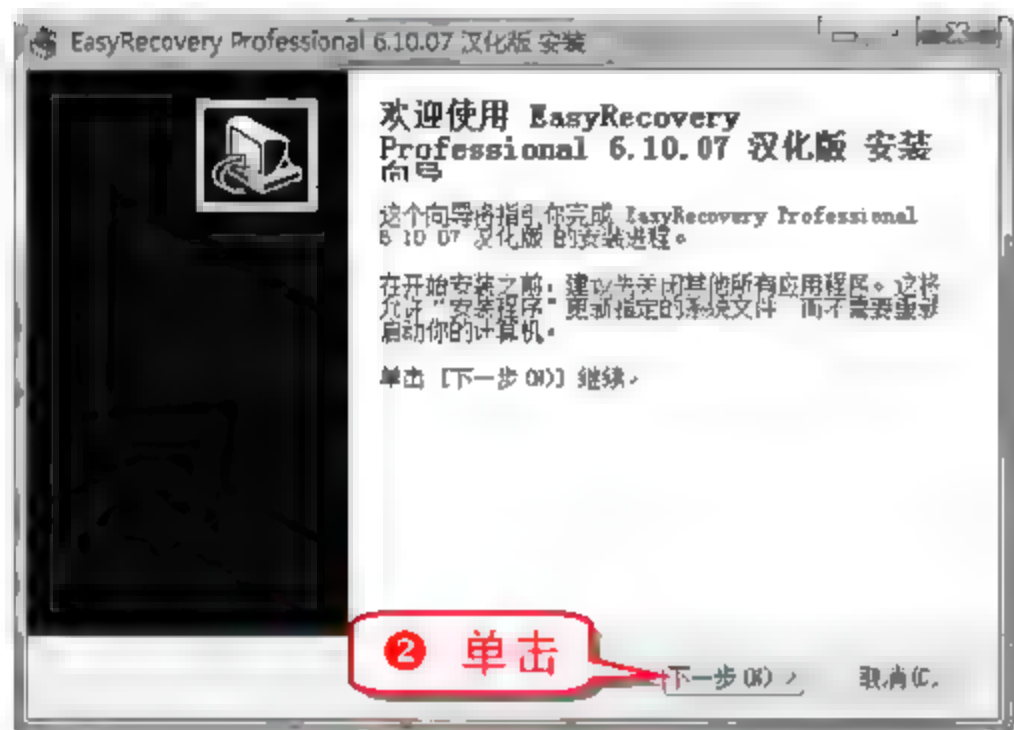 EasyRecovery Professional 6.10.07 汉化版 安装
欢迎使用 EasyRecovery
Professional 6.10.07 汉化版 安装
向导
这个向导将指引你完成 EasyRecovery Professional
6.10.07 汉化版 的安装进程。
在开始安装之前，建议先关闭其他所有应用程序。这将
允许“安装程序”更新指定的系统文件，而不需要重新
启动你的计算机。
单击 [下一步(N)] 继续。
❷ 单击
下一步(N) >
取消(C)